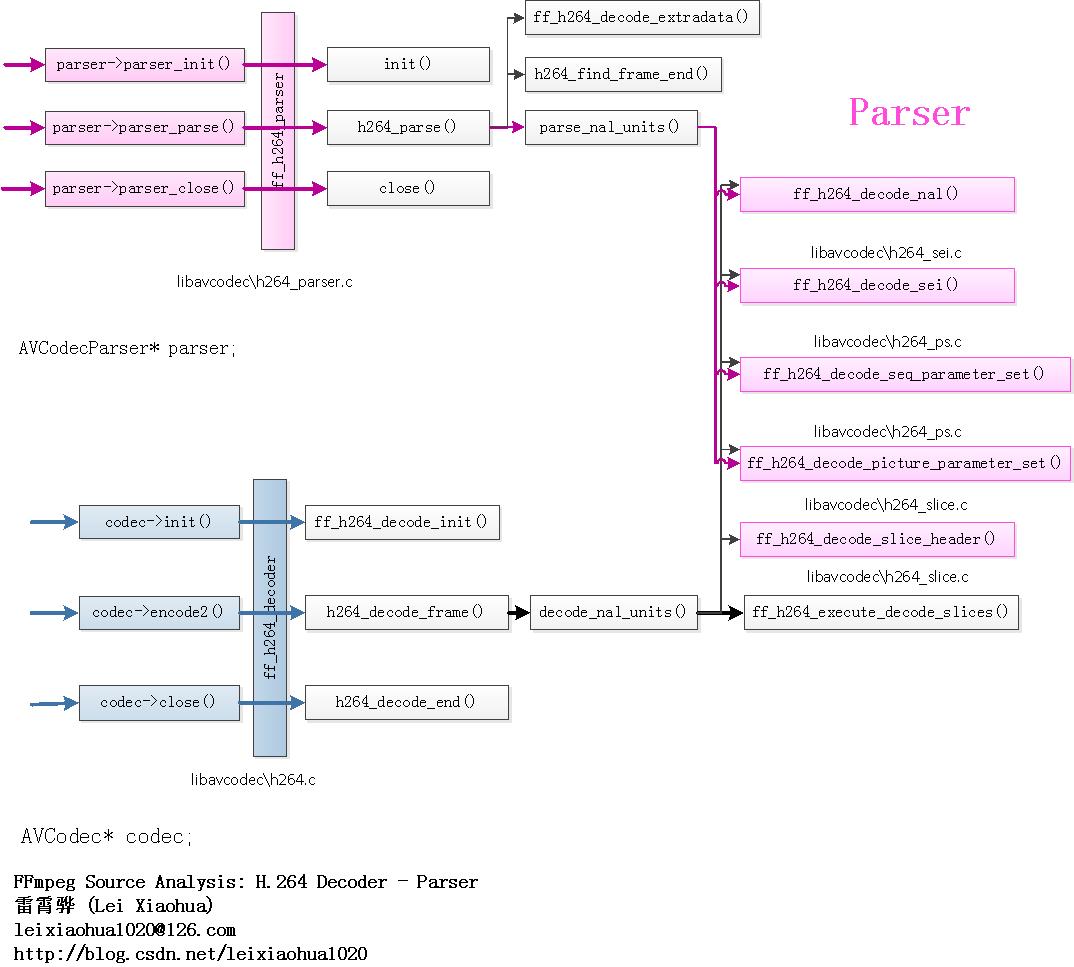 ff_h264_decode_extradata()
parser->parser_init()
init()
h264_find_frame_end()
ff_h264_parser
Parser
parser->parser_parse()
h264_parse()
parse_nal_units()
parser->parser_close()
close()
ff_h264_decode_nal()
libavcodec\h264_sei.c
libavcodec\h264_parser.c
ff_h264_decode_sei()
AVCodecParser* parser;
libavcodec\h264_ps.c
ff_h264_decode_seq_parameter_set()
libavcodec\h264_ps.c
ff_h264_decode_picture_parameter_set()
libavcodec\h264_slice.c
codec->init()
ff_h264_decode_init()
ff_h264_decode_slice_header()
libavcodec\h264_slice.c
ff_h264_decoder
codec->encode2()
h264_decode_frame()
decode_nal_units()
ff_h264_execute_decode_slices()
codec->close()
h264_decode_end()
libavcodec\h264.c
AVCodec* codec;
FFmpeg Source Analysis: H.264 Decoder - Parser
雷霄骅 (Lei Xiaohua)
leixiaohua1020@126.com
http://blog.csdn.net/leixiaohua1020